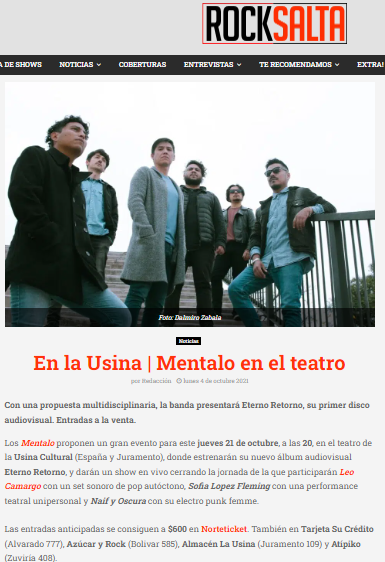 ROCKSALTA
A DE SHOWS NOTICIAS COBERTURAS ENTREVISTAS TE RECOMENDAMOS EXTRA!
Foto: Dalmiro Zabala
Noticias
En la Usina | Mentalo en el teatro
por Redacción lunes 4 de octubre 2021
Con una propuesta multidisciplinaria, la banda presentará Eterno Retorno, su primer disco
audiovisual. Entradas a la venta.
Los Mentalo proponen un gran evento para este jueves 21 de octubre, a las 20, en el teatro de
la Usina Cultural (España y Juramento), donde estrenarán su nuevo álbum audiovisual
Eterno Retorno, y darán un show en vivo cerrando la jornada de la que participarán Leo
Camargo con un set sonoro de pop autóctono, Sofía Lopez Fleming con una performance
teatral unipersonal y Naif y Oscura con su electro punk femme.
Las entradas anticipadas se consiguen a $600 en Norteticket. También en Tarjeta Su Crédito
(Alvarado 777), Azúcar y Rock (Bolivar 585), Almacén La Usina (Juramento 109) y Atipiko
(Zuviría 408).